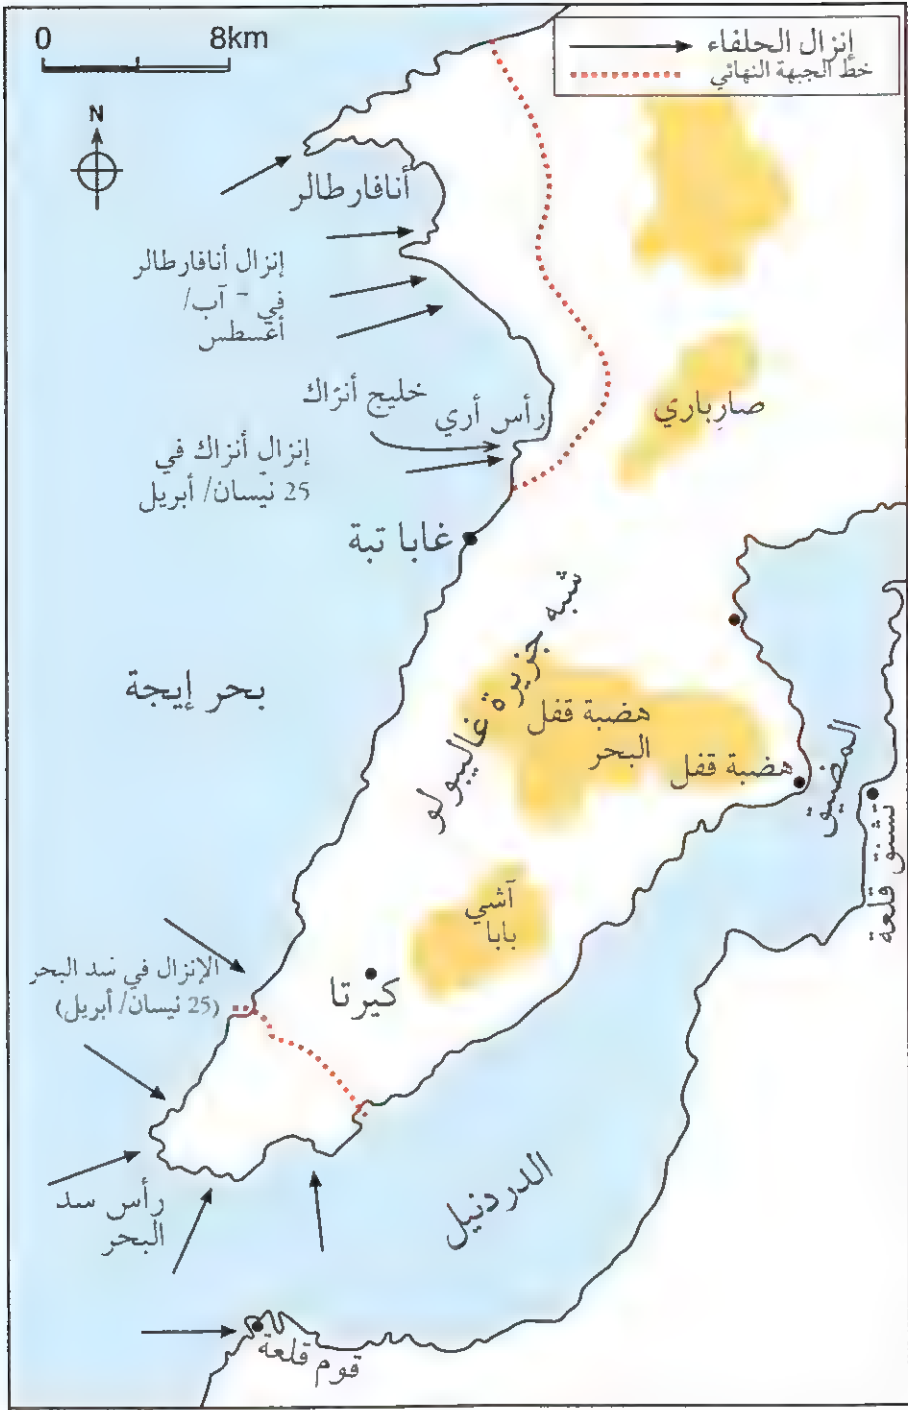 0 8km
إنزال الحلفاء
خط الجبهة النهائي
N
أنافارطالر
إنزال أنافارطالر
في - آب/
أغسطس
صارباري
خليج أنزاك
رأس أري
إنزال أنزاك في
25 نيسان/ أبريل
غابا تبة
شبه جزيرة غاليبولو
بحر إيجة
هضبة قفل
البحر
هضبة قفل
المضيق
تشنق قلعة
آشي
بابا
كيرتا
الإنزال في سد البحر
(25 نيسان/ أبريل)
رأس سد
البحر
الدردنيل
قوم قلعة